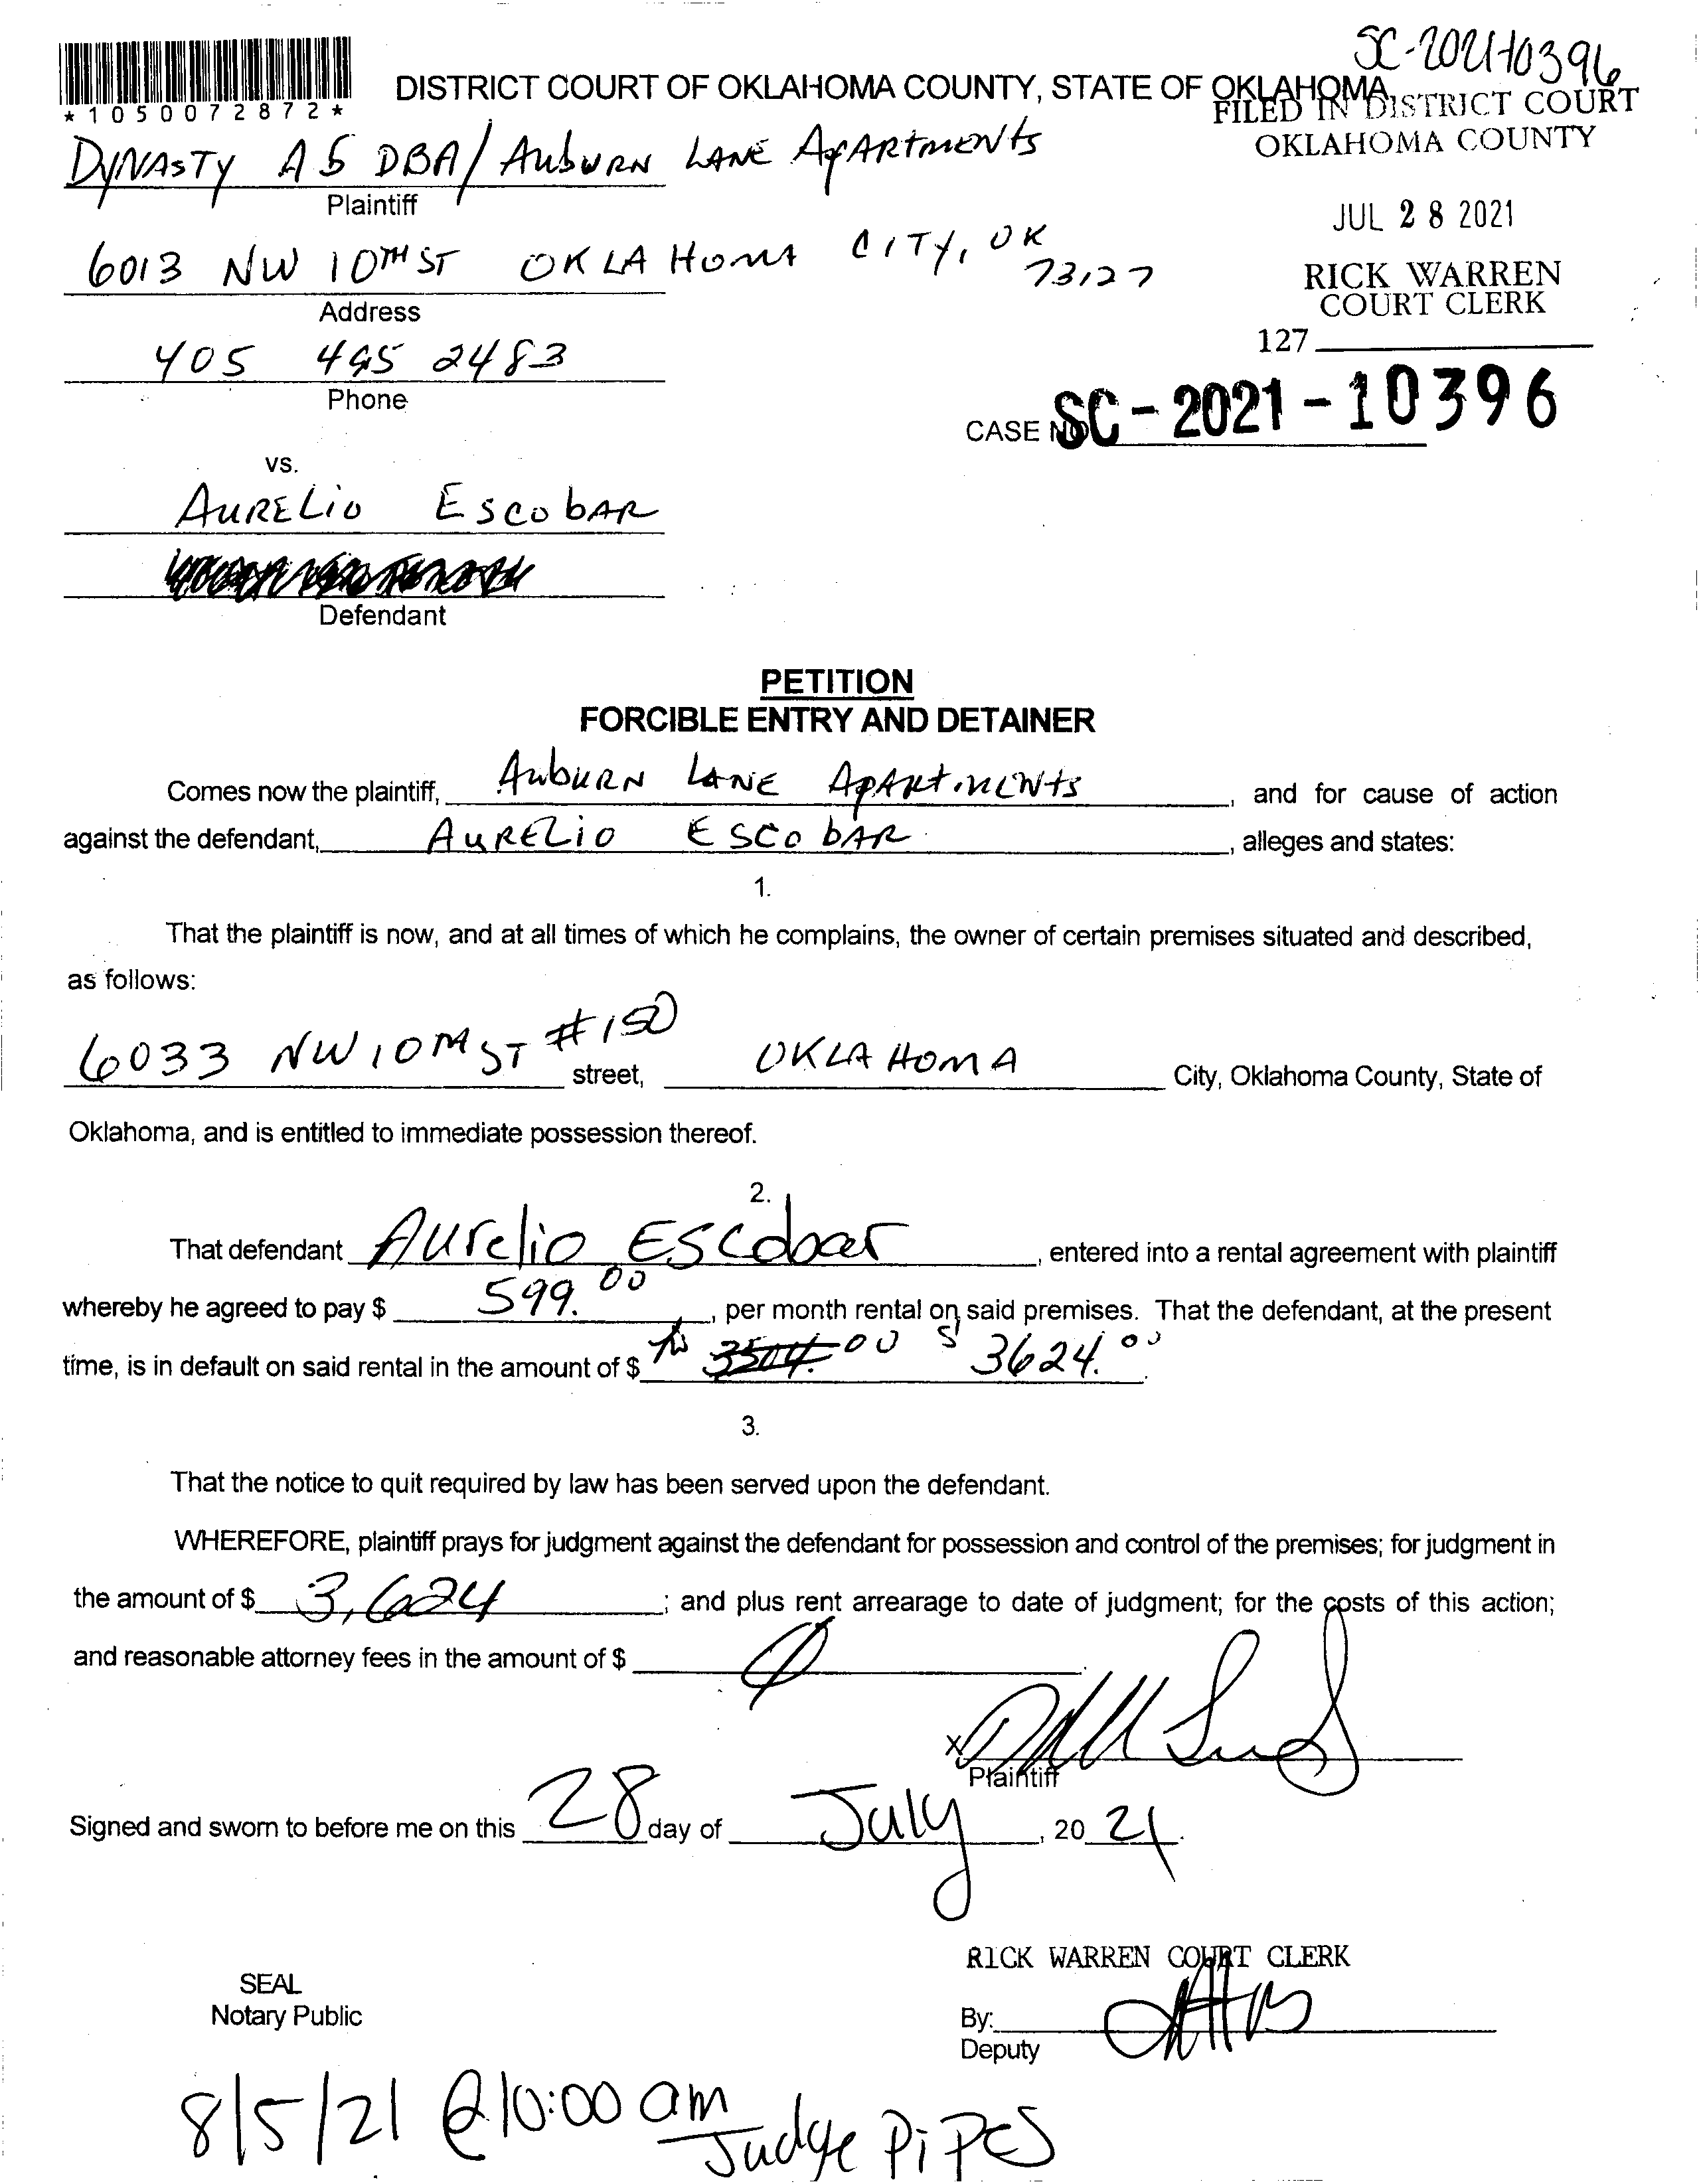 SC-2021-10396
DISTRICT COURT OF OKLAHOMA COUNTY, STATE OF OKLAHOMA
*1050072872*
FILED IN DISTRICT COURT
OKLAHOMA COUNTY
DYNASTY A5 DBA/ AubURN LANE APARTMENTS
Plaintiff
JUL 28 2021
6013 NW 10TH ST OKLAHOMA CITY, OK
73127
RICK WARREN
COURT CLERK
Address
127
405 495 2483
Phone
CASE NO SC-2021-10396
vs.
AURELio EscobAR
Defendant
PETITION
FORCIBLE ENTRY AND DETAINER
Comes now the plaintiff, AubURN LANE APARtmENts, and for cause of action
against the defendant, AuRELio EScobAR, alleges and states:
1.
That the plaintiff is now, and at all times of which he complains, the owner of certain premises situated and described,
as follows:
6033 NW 10TH ST #150 street, OKLAHOMA City, Oklahoma County, State of
Oklahoma, and is entitled to immediate possession thereof.
2.
That defendant Aurelio Escobar, entered into a rental agreement with plaintiff
whereby he agreed to pay $ 599.00, per month rental on said premises. That the defendant, at the present
time, is in default on said rental in the amount of $ 3504.00 $ 3624.00.
3.
That the notice to quit required by law has been served upon the defendant.
WHEREFORE, plaintiff prays for judgment against the defendant for possession and control of the premises; for judgment in
the amount of $ 3,624; and plus rent arrearage to date of judgment; for the costs of this action;
and reasonable attorney fees in the amount of $ Ø
X
Plaintiff
Signed and sworn to before me on this 28 day of July, 20 21.
RICK WARREN COURT CLERK
SEAL
Notary Public
By:
Deputy
8/5/21 @10:00 am
Judge Pipes